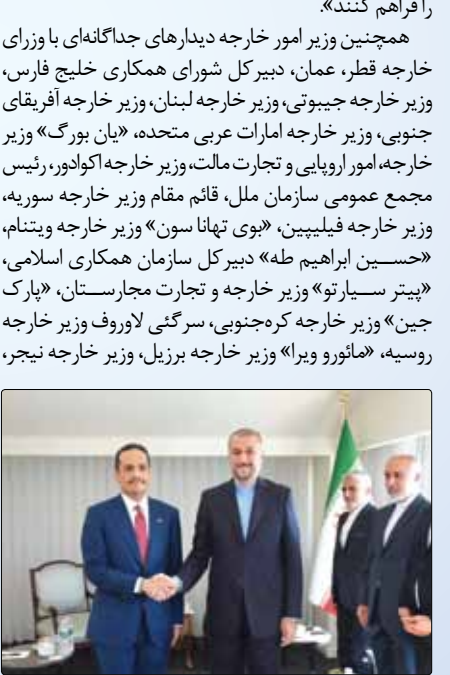 را فراهم کنند».
همچنین وزیر امور خارجه دیدارهای جداگانه‌ای با وزرای
خارجه قطر، عمان، دبیرکل شورای همکاری خلیج فارس،
وزیر خارجه جیبوتی، وزیر خارجه لبنان، وزیر خارجه آفریقای
جنوبی، وزیر خارجه امارات عربی متحده، «یان بورگ» وزیر
خارجه، امور اروپایی و تجارت مالت، وزیر خارجه اکوادور، رئیس
مجمع عمومی سازمان ملل، قائم مقام وزیر خارجه سوریه،
وزیر خارجه فیلیپین، «بوی تهانا سون» وزیر خارجه ویتنام،
«حســین ابراهیم طه» دبیرکل سازمان همکاری اسلامی،
«پیتر ســیارتو» وزیر خارجه و تجارت مجارســتان، «پارک
جین» وزیر خارجه کره‌جنوبی، سرگئی لاوروف وزیر خارجه
روسیه، «مائورو ویرا» وزیر خارجه برزیل، وزیر خارجه نیجر،